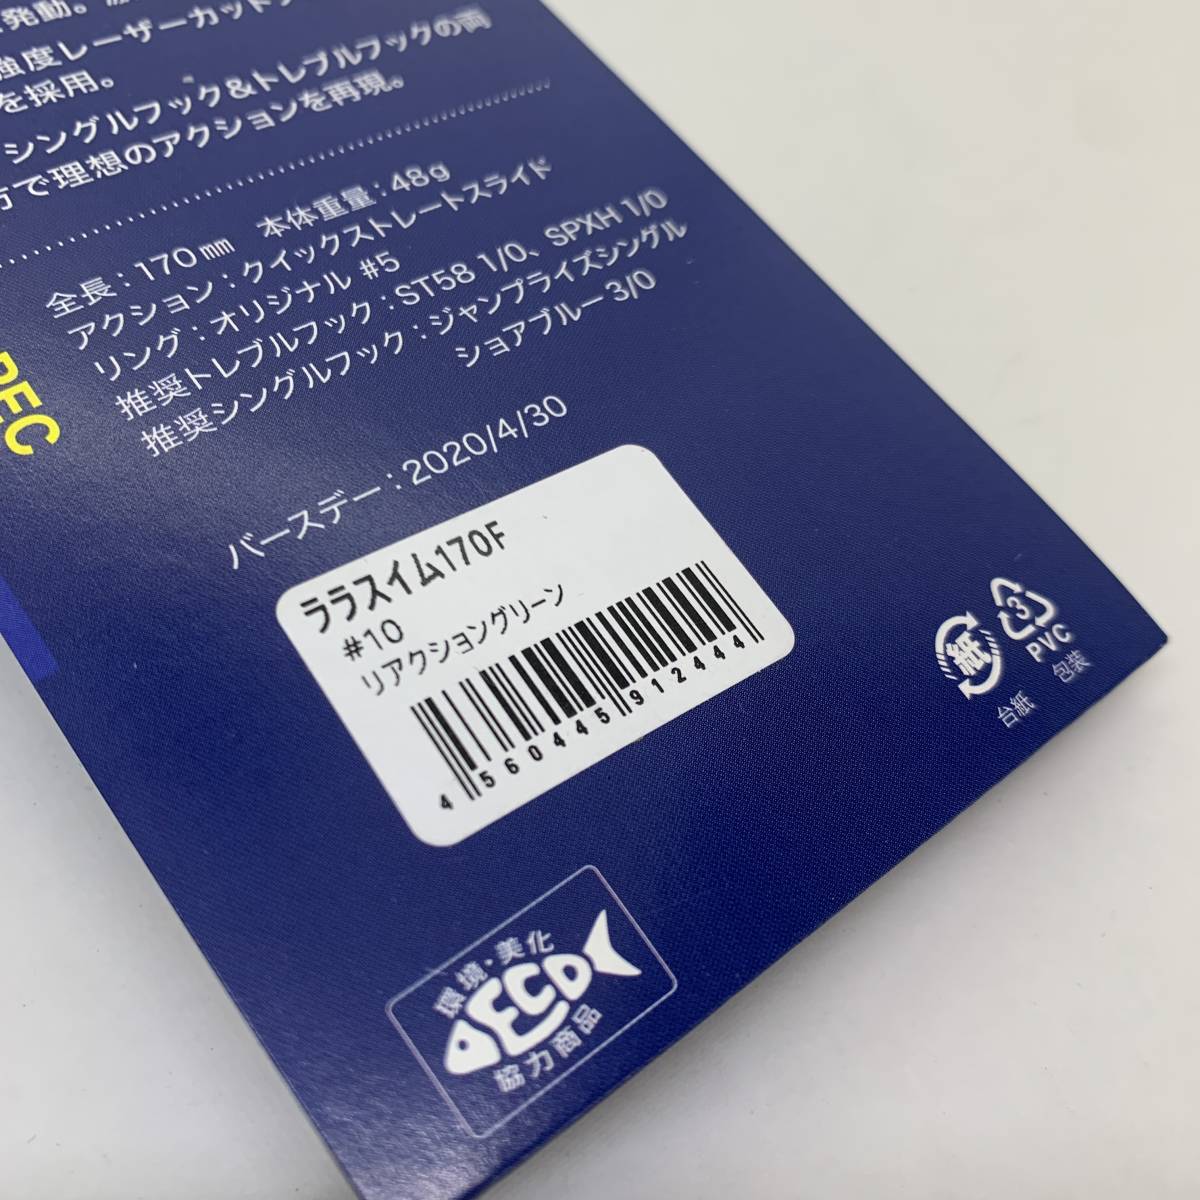 発動。
強度レーザーカット
を採用。
シングルフック&トレブルフックの両
方で理想のアクションを再現。
全長：170㎜ 本体重量：48g
アクション：クイックストレートスライド
リング：オリジナル #5
推奨トレブルフック：ST58 1/0、SPXH 1/0
推奨シングルフック：ジャンプライズシングル
ショアブルー 3/0
バースデー：2020/4/30
ララスイム170F
#10
リアクショングリーン
4560445912444
紙
台紙
3
PVC
包装
環境・美化
ECO
協力商品